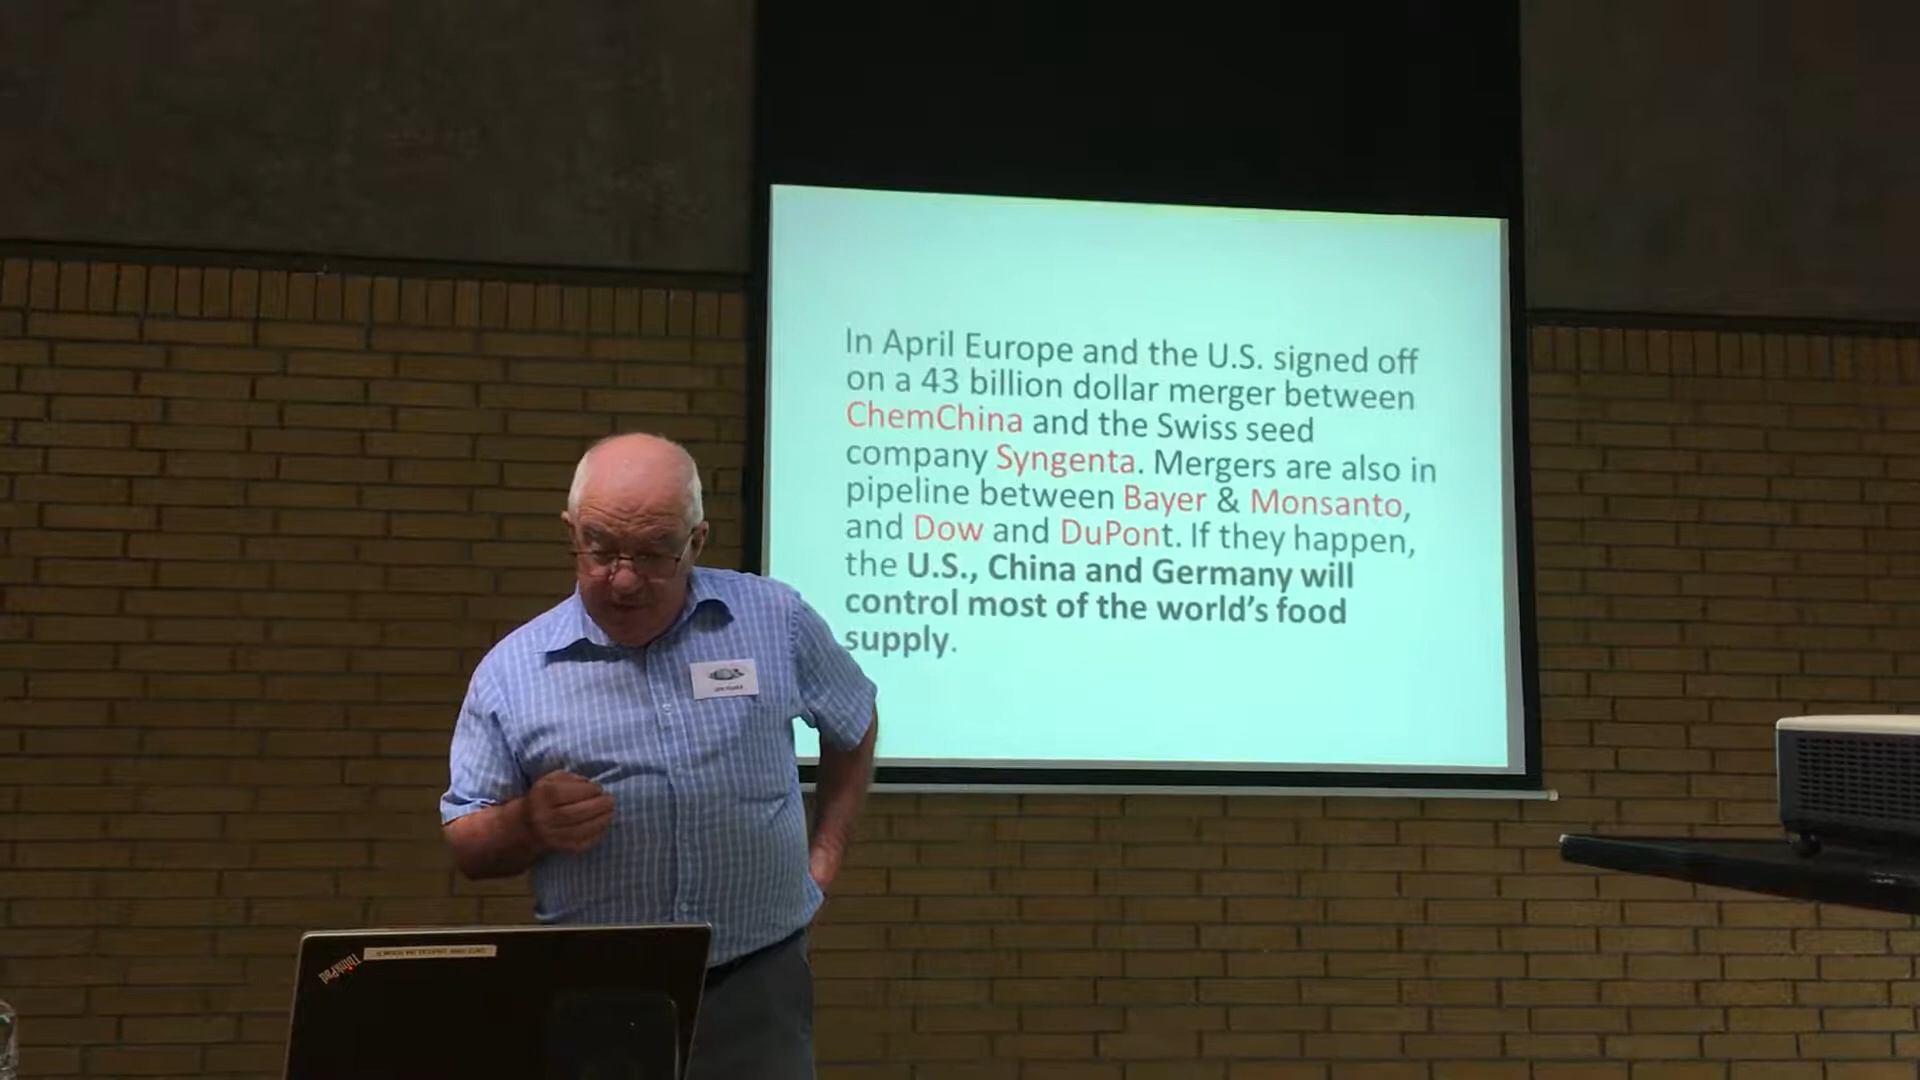 In April Europe and the U.S. signed off
on a 43 billion dollar merger between
ChemChina and the Swiss seed
company Syngenta. Mergers are also in
pipeline between Bayer & Monsanto,
and Dow and DuPont. If they happen,
the U.S., China and Germany will
control most of the world's food
supply.
ThinkPad